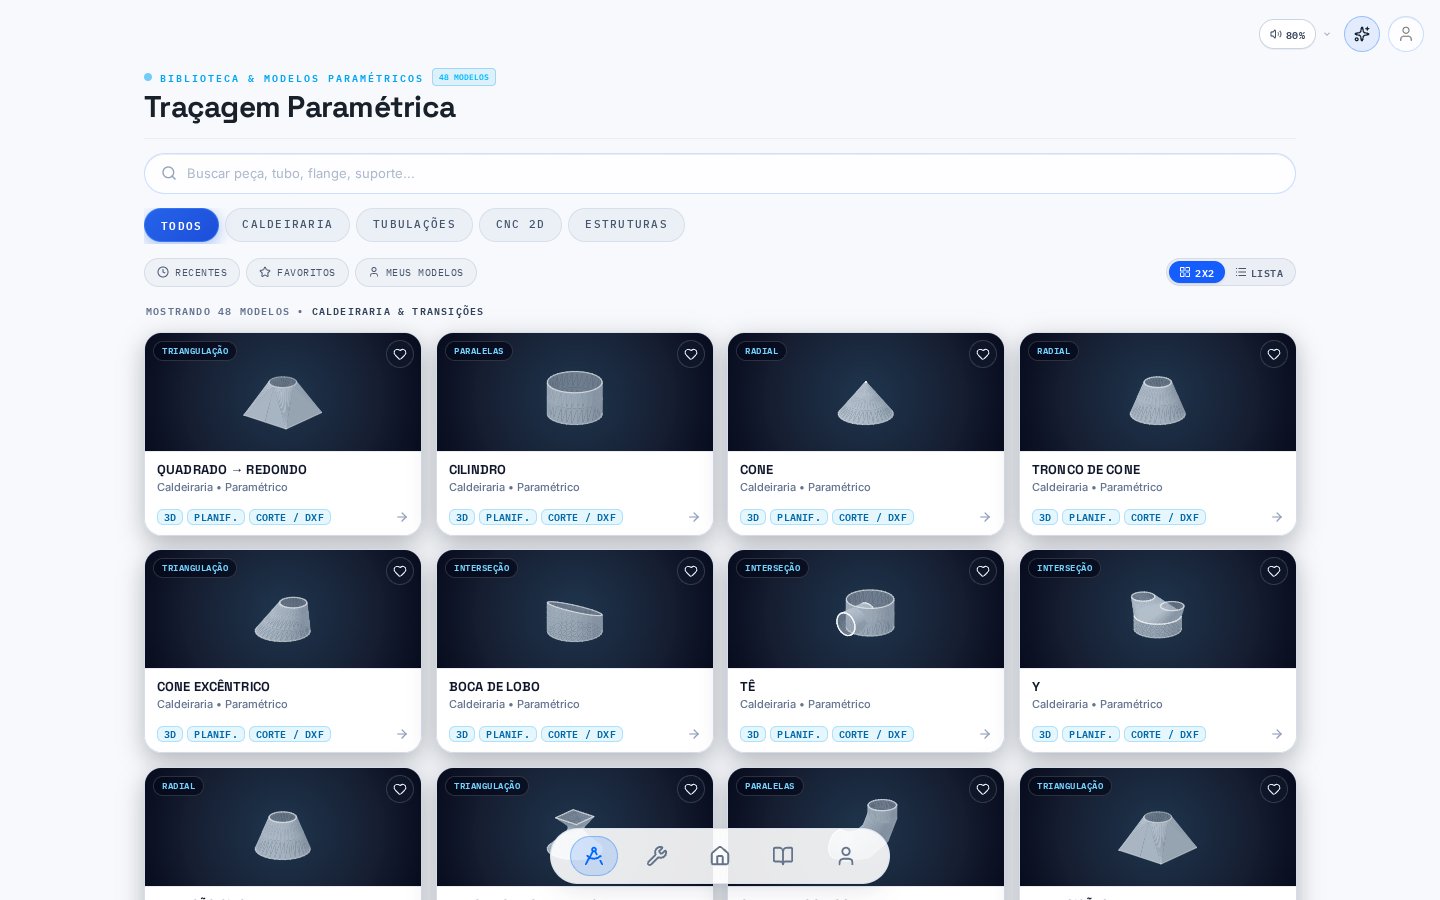 80%
BIBLIOTECA & MODELOS PARAMÉTRICOS 48 MODELOS
Traçagem Paramétrica
Buscar peça, tubo, flange, suporte...
TODOS CALDEIRARIA TUBULAÇÕES CNC 2D ESTRUTURAS
RECENTES FAVORITOS MEUS MODELOS 2X2 LISTA
MOSTRANDO 48 MODELOS • CALDEIRARIA & TRANSIÇÕES
TRIANGULAÇÃO PARALELAS RADIAL RADIAL
QUADRADO → REDONDO CILINDRO CONE TRONCO DE CONE
Caldeiraria • Paramétrico Caldeiraria • Paramétrico Caldeiraria • Paramétrico Caldeiraria • Paramétrico
3D PLANIF. CORTE / DXF → 3D PLANIF. CORTE / DXF → 3D PLANIF. CORTE / DXF → 3D PLANIF. CORTE / DXF →
TRIANGULAÇÃO INTERSEÇÃO INTERSEÇÃO INTERSEÇÃO
CONE EXCÊNTRICO BOCA DE LOBO TÊ Y
Caldeiraria • Paramétrico Caldeiraria • Paramétrico Caldeiraria • Paramétrico Caldeiraria • Paramétrico
3D PLANIF. CORTE / DXF → 3D PLANIF. CORTE / DXF → 3D PLANIF. CORTE / DXF → 3D PLANIF. CORTE / DXF →
RADIAL TRIANGULAÇÃO PARALELAS TRIANGULAÇÃO